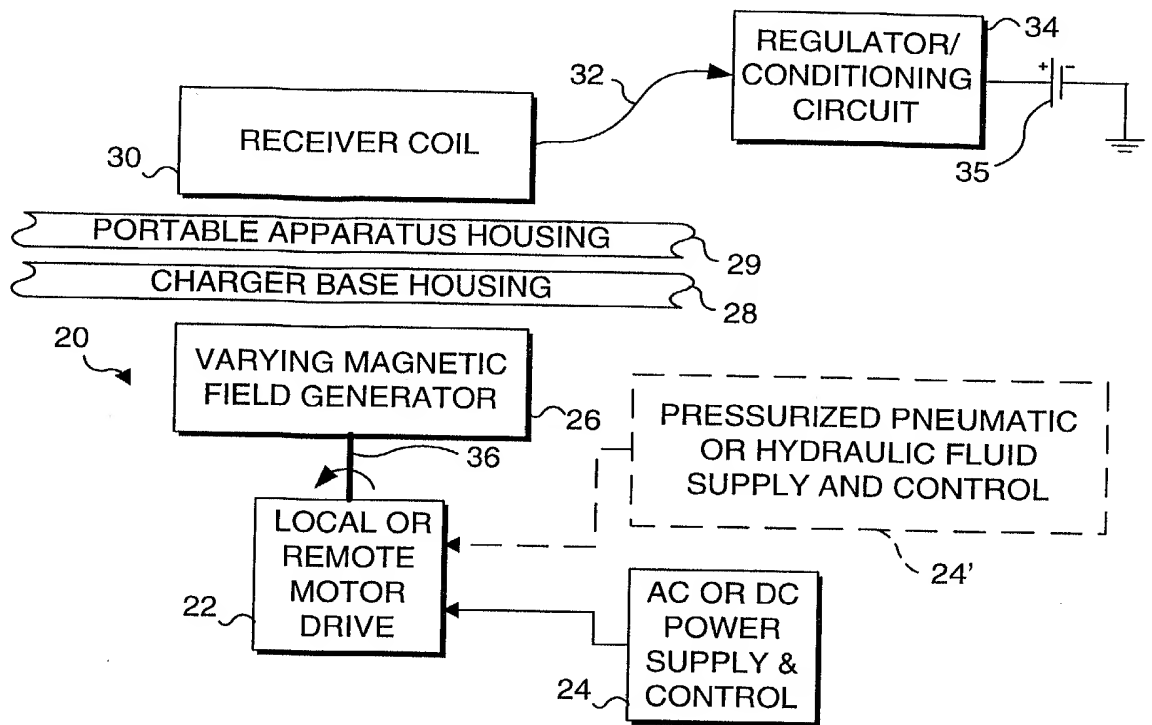 34
REGULATOR/
CONDITIONING
CIRCUIT
32
+ -
35
RECEIVER COIL
30
PORTABLE APPARATUS HOUSING
29
CHARGER BASE HOUSING
28
20
VARYING MAGNETIC
FIELD GENERATOR
26
36
PRESSURIZED PNEUMATIC
OR HYDRAULIC FLUID
SUPPLY AND CONTROL
24'
LOCAL OR
REMOTE
MOTOR
DRIVE
22
AC OR DC
POWER
SUPPLY &
CONTROL
24